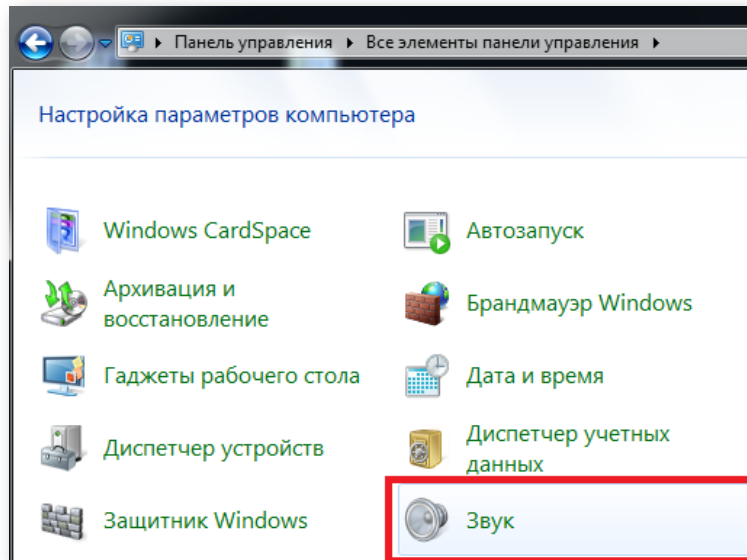 Панель управления ▸ Все элементы панели управления ▸
Настройка параметров компьютера
Windows CardSpace
Автозапуск
Архивация и
восстановление
Брандмауэр Windows
Гаджеты рабочего стола
Дата и время
Диспетчер устройств
Диспетчер учетных
данных
Защитник Windows
Звук